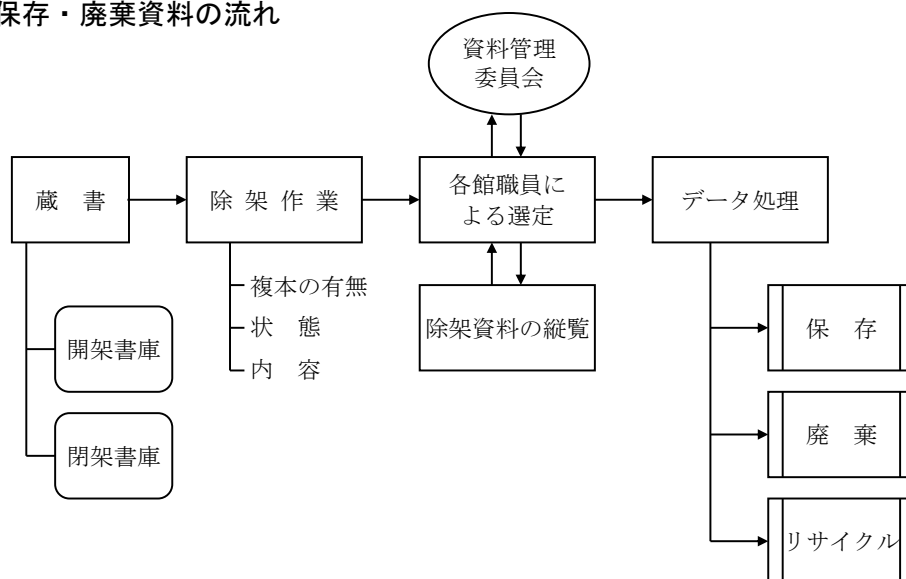 保存・廃棄資料の流れ
資料管理
委員会
蔵　書
除 架 作 業
各館職員に
よる選定
データ処理
複本の有無
状　態
内　容
開架書庫
閉架書庫
除架資料の縦覧
保　存
廃　棄
リサイクル